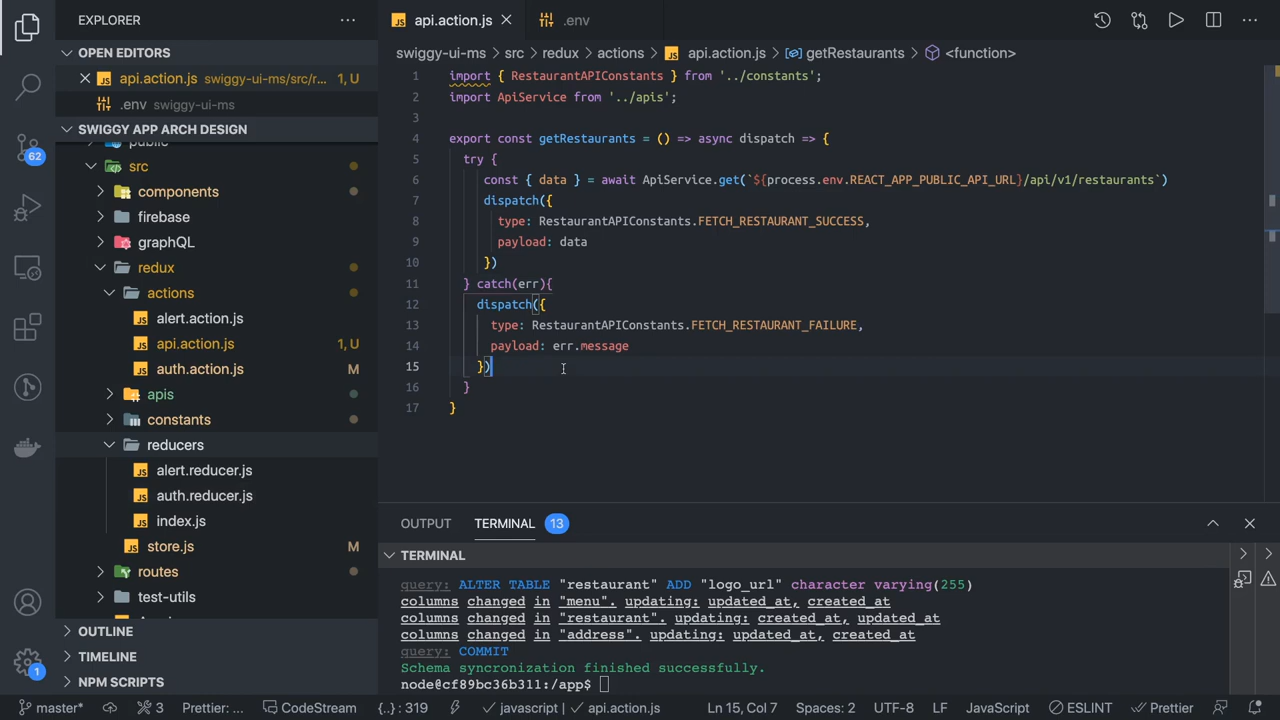 EXPLORER
OPEN EDITORS
api.action.js swiggy-ui-ms/src/r... 1, U
.env swiggy-ui-ms
SWIGGY APP ARCH DESIGN
public
src
components
firebase
graphQL
redux
actions
alert.action.js
api.action.js 1, U
auth.action.js M
apis
constants
reducers
alert.reducer.js
auth.reducer.js
index.js
store.js M
routes
test-utils
OUTLINE
TIMELINE
NPM SCRIPTS
62
1
api.action.js
.env
swiggy-ui-ms > src > redux > actions > api.action.js > getRestaurants > <function>
1 import { RestaurantAPIConstants } from '../constants';
2 import ApiService from '../apis';
3
4 export const getRestaurants = () => async dispatch => {
5 try {
6 const { data } = await ApiService.get(`${process.env.REACT_APP_PUBLIC_API_URL}/api/v1/restaurants`)
7 dispatch({
8 type: RestaurantAPIConstants.FETCH_RESTAURANT_SUCCESS,
9 payload: data
10 })
11 } catch(err){
12 dispatch({
13 type: RestaurantAPIConstants.FETCH_RESTAURANT_FAILURE,
14 payload: err.message
15 })
16 }
17 }
OUTPUT TERMINAL 13
TERMINAL
query: ALTER TABLE "restaurant" ADD "logo_url" character varying(255)
columns changed in "menu". updating: updated_at, created_at
columns changed in "restaurant". updating: created_at, updated_at
columns changed in "address". updating: updated_at, created_at
query: COMMIT
Schema syncronization finished successfully.
node@cf89bc36b311:/app$
master* 3 Prettier: ... CodeStream {..} : 319 javascript | api.action.js Ln 15, Col 7 Spaces: 2 UTF-8 LF JavaScript ESLINT Prettier